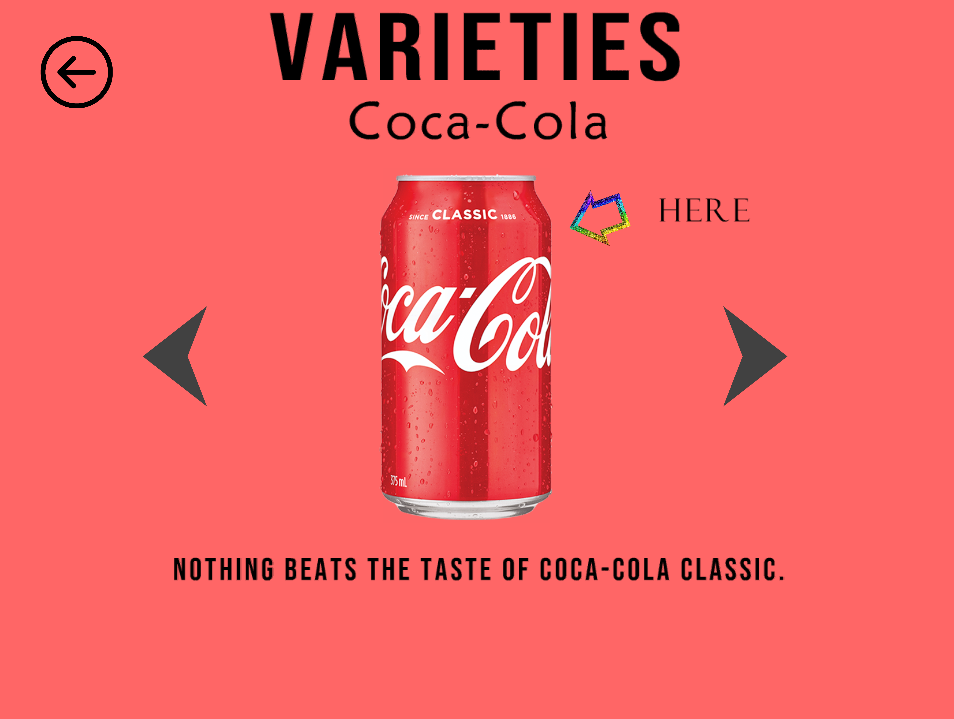 VARIETIES
Coca-Cola
SINCE CLASSIC 1886
HERE
Coca-Cola
375 mL
NOTHING BEATS THE TASTE OF COCA-COLA CLASSIC.